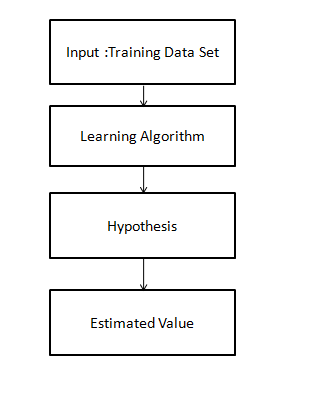 Input :Training Data Set
Learning Algorithm
Hypothesis
Estimated Value